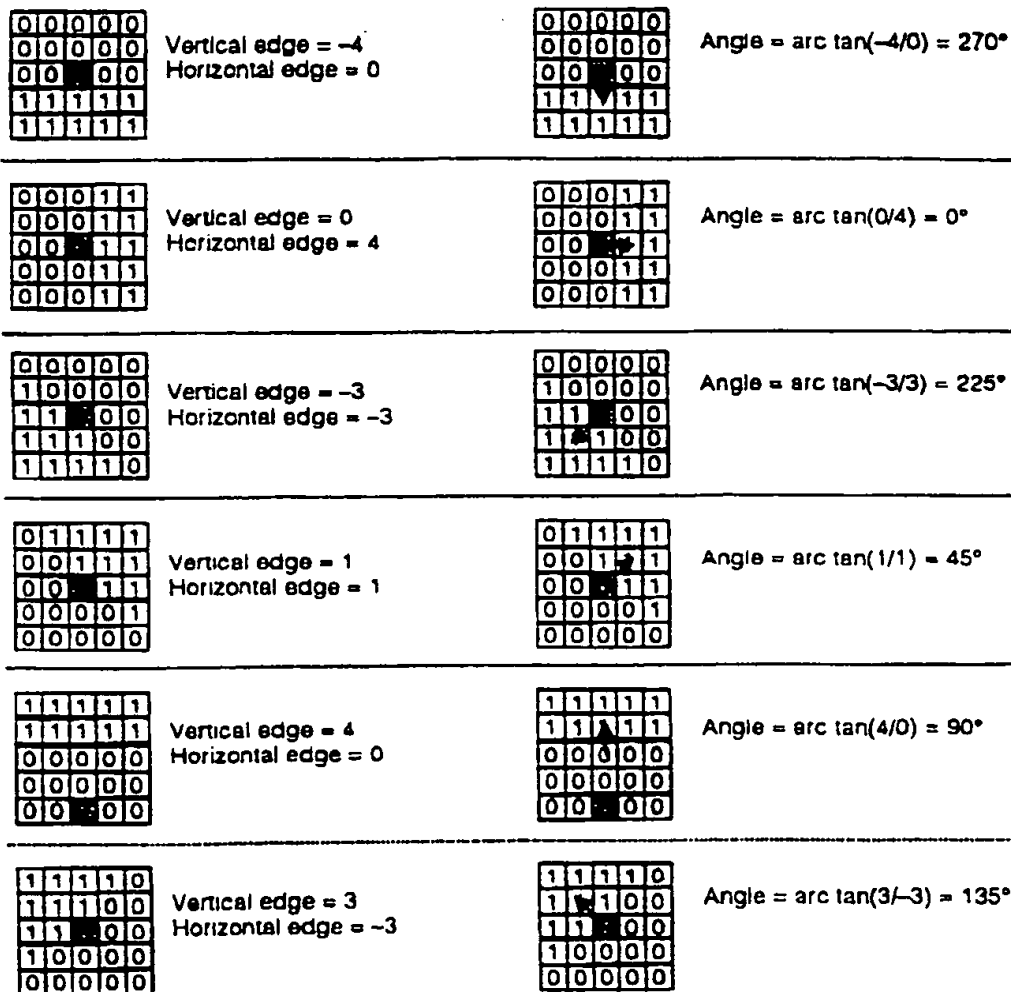 0 0 0 0 0
0 0 0 0 0
0 0 0 0
1 1 1 1 1
1 1 1 1 1
Vertical edge = –4
Horizontal edge = 0
0 0 0 0 0
0 0 0 0 0
0 0 0 0
1 1 1 1
1 1 1 1 1
Angle = arc tan(–4/0) = 270°
0 0 0 1 1
0 0 0 1 1
0 0 1 1
0 0 0 1 1
0 0 0 1 1
Vertical edge = 0
Horizontal edge = 4
0 0 0 1 1
0 0 0 1 1
0 0 1
0 0 0 1 1
0 0 0 1 1
Angle = arc tan(0/4) = 0°
0 0 0 0 0
1 0 0 0 0
1 1 0 0
1 1 1 0 0
1 1 1 1 0
Vertical edge = –3
Horizontal edge = –3
0 0 0 0 0
1 0 0 0 0
1 1 0 0
1 1 0 0
1 1 1 1 0
Angle = arc tan(–3/3) = 225°
0 1 1 1 1
0 0 1 1 1
0 0 1 1
0 0 0 0 1
0 0 0 0 0
Vertical edge = 1
Horizontal edge = 1
0 1 1 1 1
0 0 1 1
0 0 1 1
0 0 0 0 1
0 0 0 0 0
Angle = arc tan(1/1) = 45°
1 1 1 1 1
1 1 1 1 1
0 0 0 0 0
0 0 0 0 0
0 0 0 0
Vertical edge = 4
Horizontal edge = 0
1 1 1 1 1
1 1 1 1
0 0 0 0 0
0 0 0 0 0
0 0 0 0
Angle = arc tan(4/0) = 90°
1 1 1 1 0
1 1 1 0 0
1 1 0 0
1 0 0 0 0
0 0 0 0 0
Vertical edge = 3
Horizontal edge = –3
1 1 1 1 0
1 1 0 0
1 1 0 0
1 0 0 0 0
0 0 0 0 0
Angle = arc tan(3/–3) = 135°